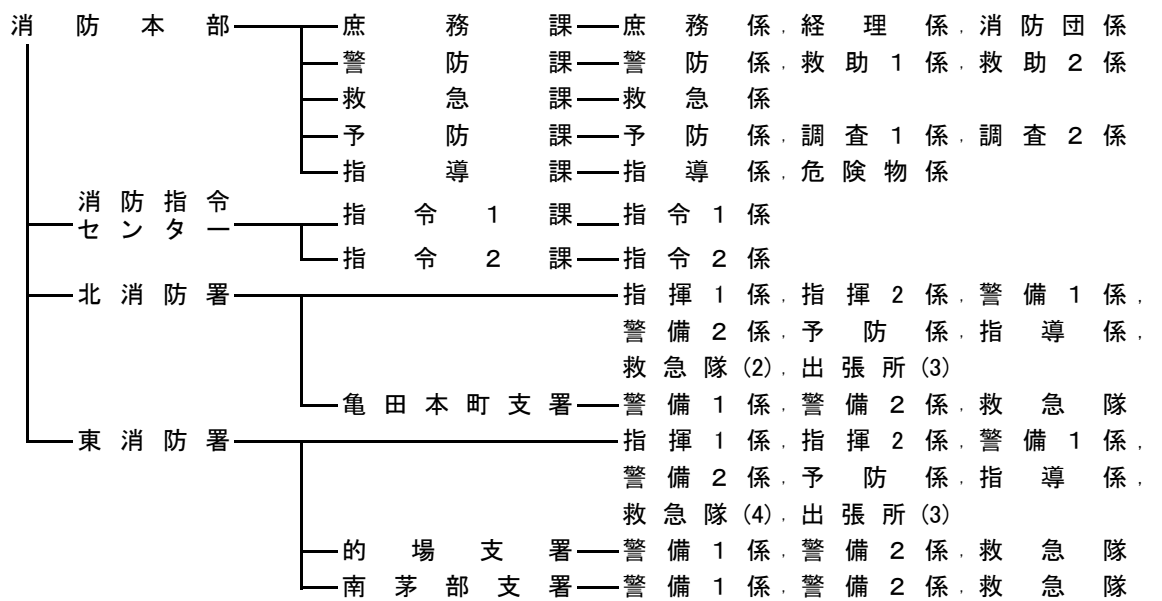 消防本部 庶務課 庶務係，経理係，消防団係
警防課 警防係，救助１係，救助２係
救急課 救急係
予防課 予防係，調査１係，調査２係
指導課 指導係，危険物係
消防指令
センター 指令１課 指令１係
指令２課 指令２係
北消防署 指揮１係，指揮２係，警備１係，
警備２係，予防係，指導係，
救急隊(2)，出張所(3)
亀田本町支署 警備１係，警備２係，救急隊
東消防署 指揮１係，指揮２係，警備１係，
警備２係，予防係，指導係，
救急隊(4)，出張所(3)
的場支署 警備１係，警備２係，救急隊
南茅部支署 警備１係，警備２係，救急隊